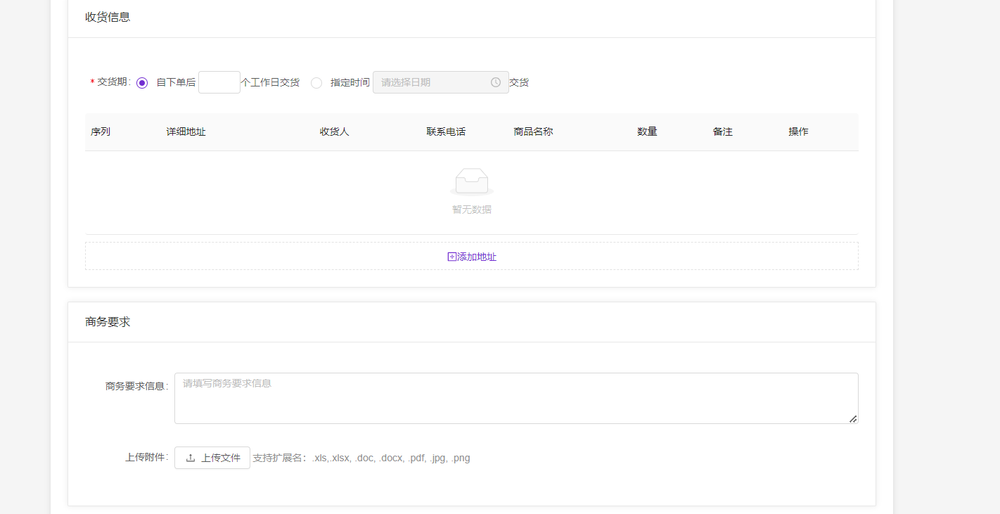 收货信息
* 交货期: 自下单后 个工作日交货 指定时间 请选择日期 交货
序列 详细地址 收货人 联系电话 商品名称 数量 备注 操作
暂无数据
添加地址
商务要求
商务要求信息: 请填写商务要求信息
上传附件: 上传文件 支持扩展名：.xls,.xlsx, .doc, .docx, .pdf, .jpg, .png